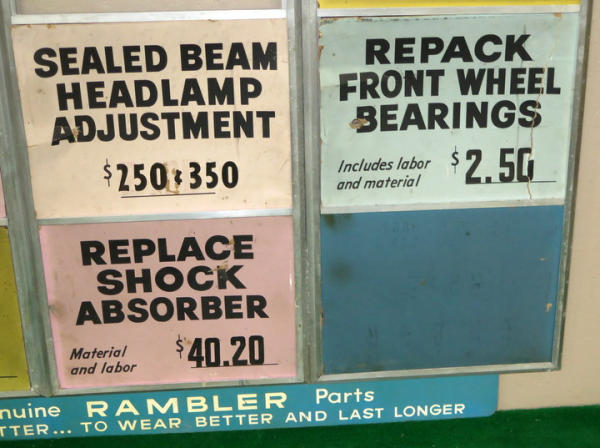 SEALED BEAM
HEADLAMP
ADJUSTMENT
$250 & 350
REPLACE
SHOCK
ABSORBER
Material
and labor
$40.20
REPACK
FRONT WHEEL
BEARINGS
Includes labor
and material
$2.50
RAMBLER Parts
... TO WEAR BETTER AND LAST LONGER